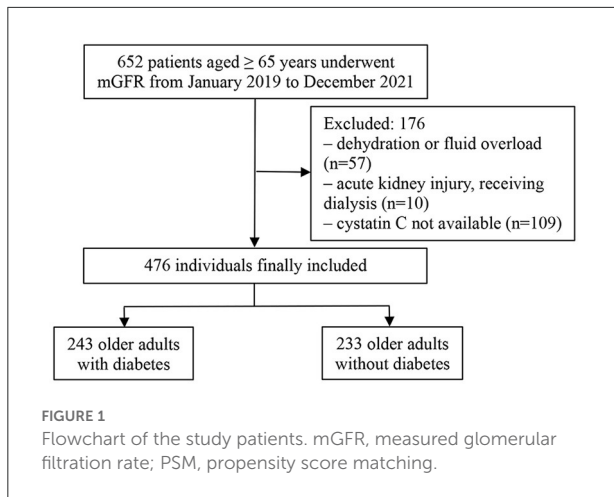 652 patients aged ≥ 65 years underwent
mGFR from January 2019 to December 2021
Excluded: 176
– dehydration or fluid overload
(n=57)
– acute kidney injury, receiving
dialysis (n=10)
– cystatin C not available (n=109)
476 individuals finally included
243 older adults
with diabetes
233 older adults
without diabetes
FIGURE 1
Flowchart of the study patients. mGFR, measured glomerular
filtration rate; PSM, propensity score matching.